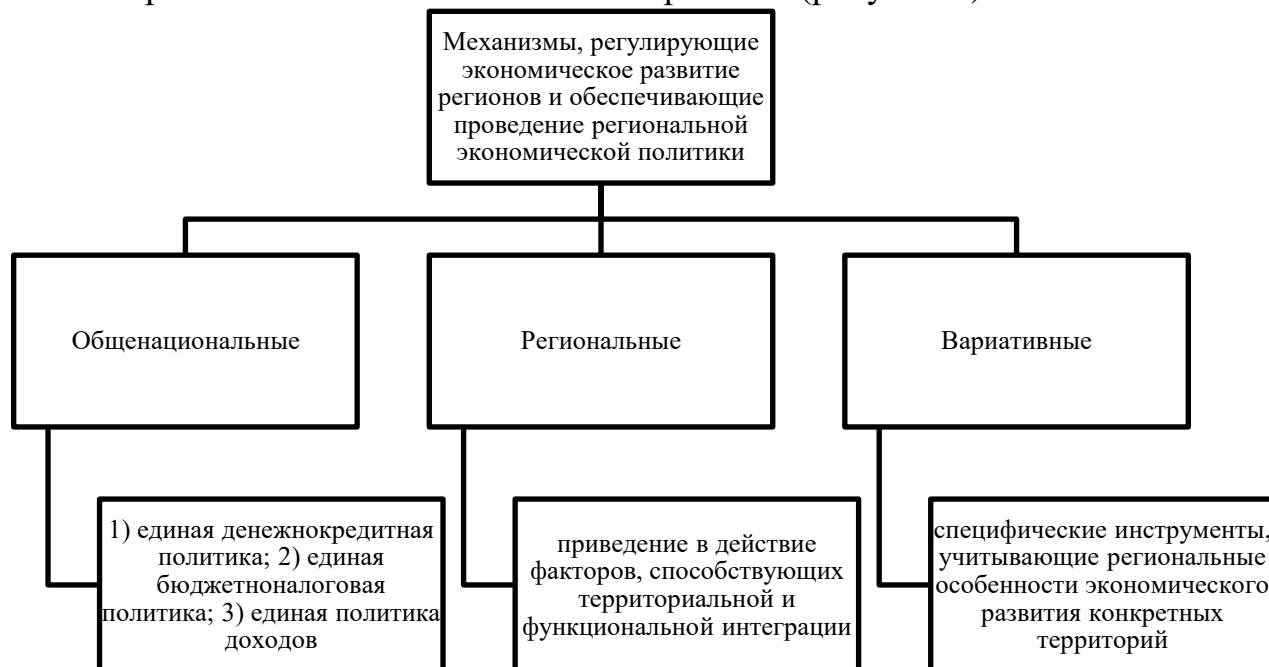 Механизмы, регулирующие
экономическое развитие
регионов и обеспечивающие
проведение региональной
экономической политики
Общенациональные
Региональные
Вариативные
1) единая денежнокредитная
политика; 2) единая
бюджетноналоговая
политика; 3) единая политика
доходов
приведение в действие
факторов, способствующих
территориальной и
функциональной интеграции
специфические инструменты,
учитывающие региональные
особенности экономического
развития конкретных
территорий